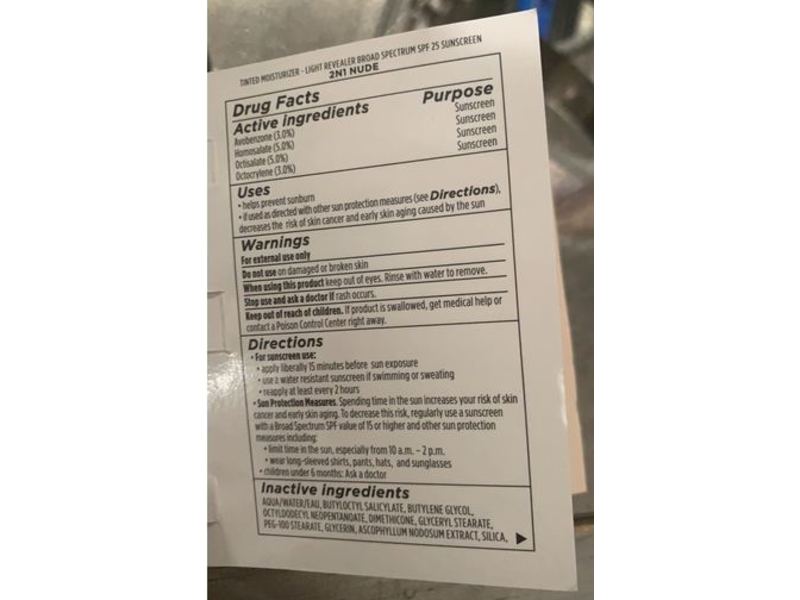 TINTED MOISTURIZER - LIGHT REVEALER BROAD SPECTRUM SPF 25 SUNSCREEN
2N1 NUDE
Drug Facts
Active ingredients Purpose
Avobenzone (3.0%) Sunscreen
Homosalate (5.0%) Sunscreen
Octisalate (5.0%) Sunscreen
Octocrylene (3.0%) Sunscreen
Uses
• helps prevent sunburn
• if used as directed with other sun protection measures (see Directions),
decreases the risk of skin cancer and early skin aging caused by the sun
Warnings
For external use only
Do not use on damaged or broken skin
When using this product keep out of eyes. Rinse with water to remove.
Stop use and ask a doctor if rash occurs.
Keep out of reach of children. If product is swallowed, get medical help or
contact a Poison Control Center right away.
Directions
• For sunscreen use:
• apply liberally 15 minutes before sun exposure
• use a water resistant sunscreen if swimming or sweating
• reapply at least every 2 hours
• Sun Protection Measures. Spending time in the sun increases your risk of skin
cancer and early skin aging. To decrease this risk, regularly use a sunscreen
with a Broad Spectrum SPF value of 15 or higher and other sun protection
measures including:
• limit time in the sun, especially from 10 a.m. – 2 p.m.
• wear long-sleeved shirts, pants, hats, and sunglasses
• children under 6 months: Ask a doctor
Inactive ingredients
AQUA/WATER/EAU, BUTYLOCTYL SALICYLATE, BUTYLENE GLYCOL,
OCTYLDODECYL NEOPENTANOATE, DIMETHICONE, GLYCERYL STEARATE,
PEG-100 STEARATE, GLYCERIN, ASCOPHYLLUM NODOSUM EXTRACT, SILICA,